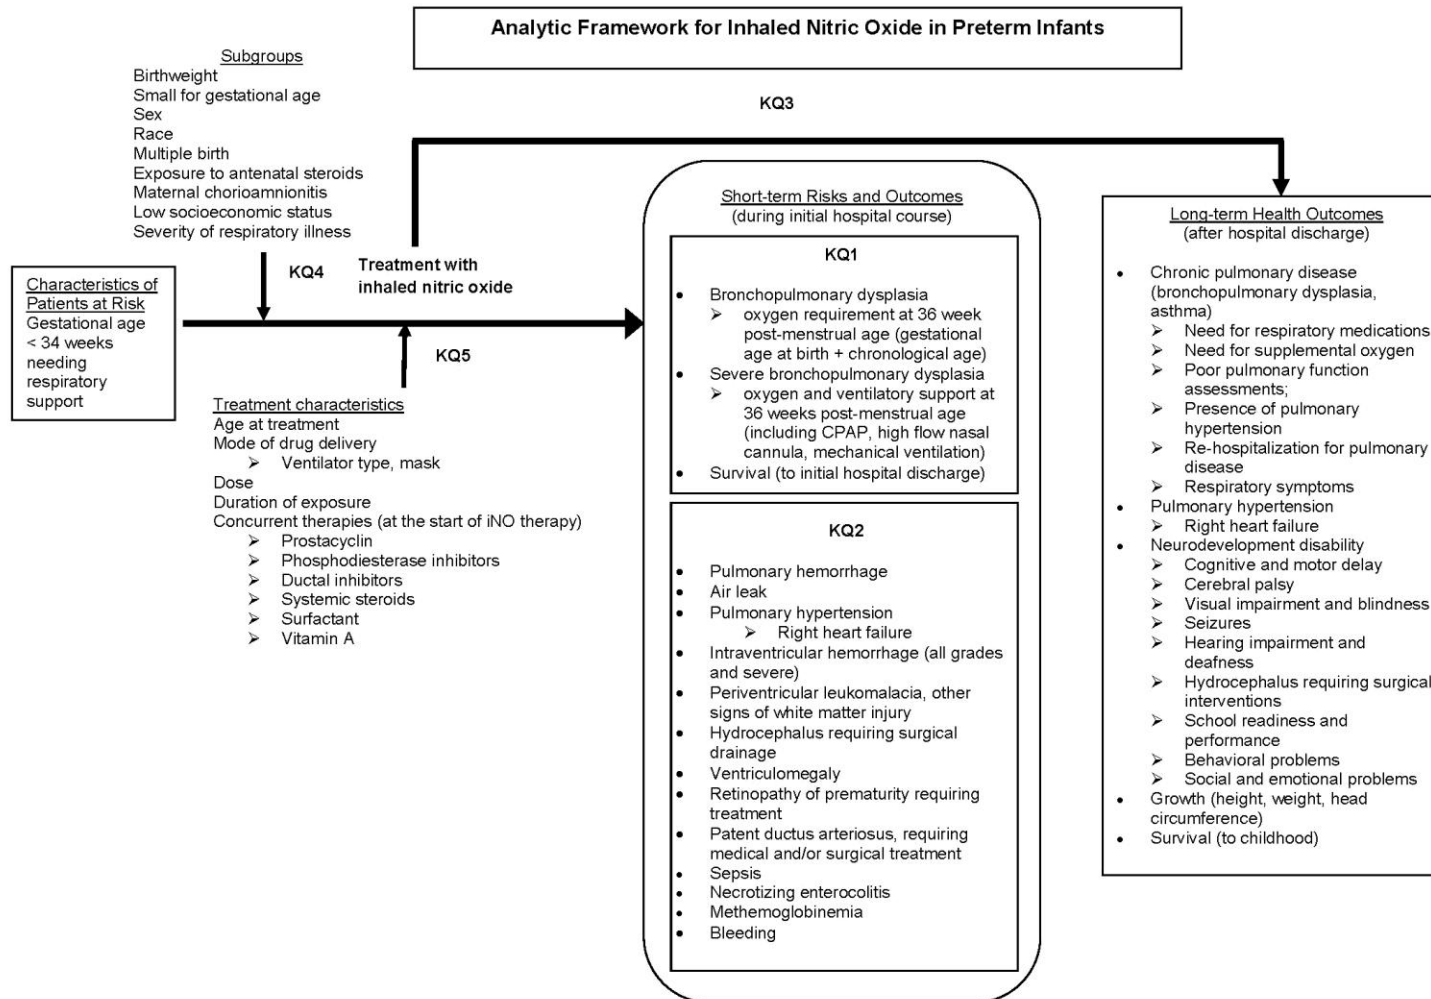 Analytic Framework for Inhaled Nitric Oxide in Preterm Infants
Subgroups
Birthweight
Small for gestational age
Sex
Race
Multiple birth
Exposure to antenatal steroids
Maternal chorioamnionitis
Low socioeconomic status
Severity of respiratory illness
KQ3
KQ4
Treatment with
inhaled nitric oxide
Characteristics of
Patients at Risk
Gestational age
< 34 weeks
needing
respiratory
support
KQ5
Treatment characteristics
Age at treatment
Mode of drug delivery
➢ Ventilator type, mask
Dose
Duration of exposure
Concurrent therapies (at the start of iNO therapy)
➢ Prostacyclin
➢ Phosphodiesterase inhibitors
➢ Ductal inhibitors
➢ Systemic steroids
➢ Surfactant
➢ Vitamin A
Short-term Risks and Outcomes
(during initial hospital course)
KQ1
• Bronchopulmonary dysplasia
➢ oxygen requirement at 36 week
post-menstrual age (gestational
age at birth + chronological age)
• Severe bronchopulmonary dysplasia
➢ oxygen and ventilatory support at
36 weeks post-menstrual age
(including CPAP, high flow nasal
cannula, mechanical ventilation)
• Survival (to initial hospital discharge)
KQ2
• Pulmonary hemorrhage
• Air leak
• Pulmonary hypertension
➢ Right heart failure
• Intraventricular hemorrhage (all grades
and severe)
• Periventricular leukomalacia, other
signs of white matter injury
• Hydrocephalus requiring surgical
drainage
• Ventriculomegaly
• Retinopathy of prematurity requiring
treatment
• Patent ductus arteriosus, requiring
medical and/or surgical treatment
• Sepsis
• Necrotizing enterocolitis
• Methemoglobinemia
• Bleeding
Long-term Health Outcomes
(after hospital discharge)
• Chronic pulmonary disease
(bronchopulmonary dysplasia,
asthma)
➢ Need for respiratory medications
➢ Need for supplemental oxygen
➢ Poor pulmonary function
assessments;
➢ Presence of pulmonary
hypertension
➢ Re-hospitalization for pulmonary
disease
➢ Respiratory symptoms
• Pulmonary hypertension
➢ Right heart failure
• Neurodevelopment disability
➢ Cognitive and motor delay
➢ Cerebral palsy
➢ Visual impairment and blindness
➢ Seizures
➢ Hearing impairment and
deafness
➢ Hydrocephalus requiring surgical
interventions
➢ School readiness and
performance
➢ Behavioral problems
➢ Social and emotional problems
• Growth (height, weight, head
circumference)
• Survival (to childhood)